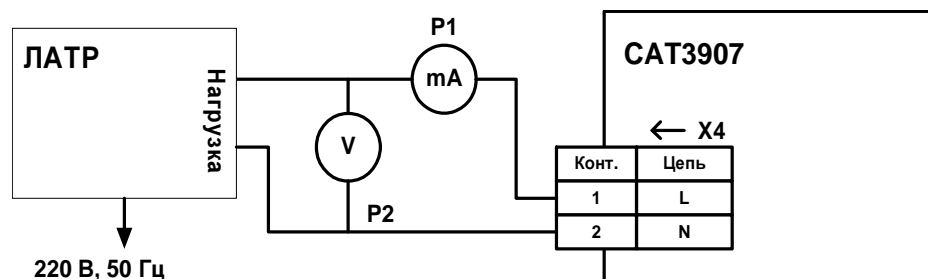 P1
ЛАТР
Нагрузка
mA
CAT3907
V
← X4
Конт. Цепь
1 L
2 N
P2
220 В, 50 Гц